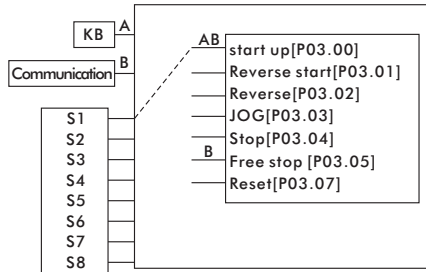 KB
A
Communication
B
S1
S2
S3
S4
S5
S6
S7
S8
AB
start up[P03.00]
Reverse start[P03.01]
Reverse[P03.02]
JOG[P03.03]
Stop[P03.04]
B
Free stop [P03.05]
Reset[P03.07]